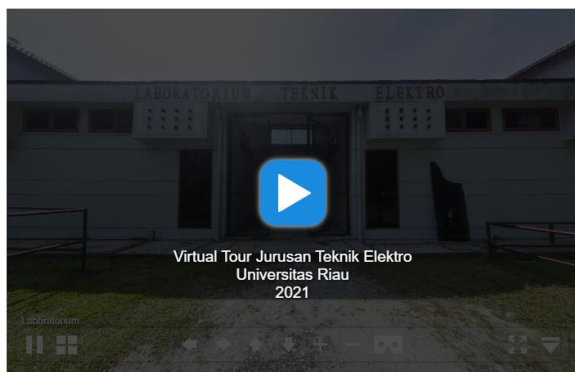 LABORATORIUM TEKNIK ELEKTRO
Virtual Tour Jurusan Teknik Elektro
Universitas Riau
2021
Laboratorium